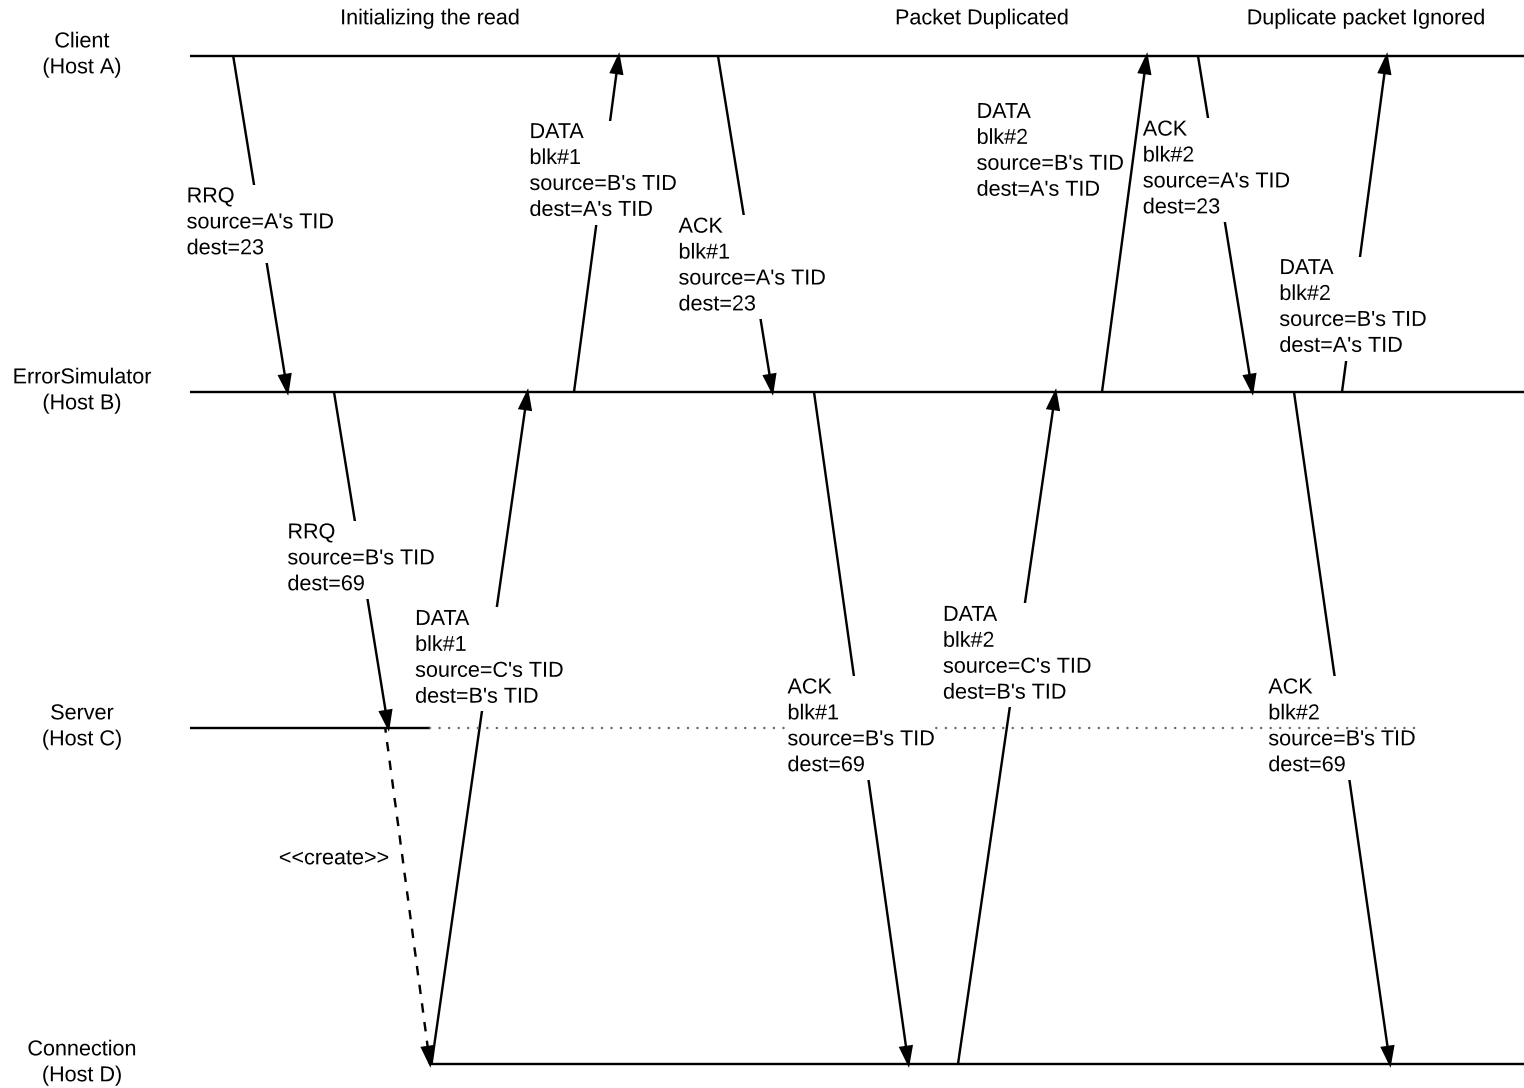 Initializing the read
Packet Duplicated
Duplicate packet Ignored
Client
(Host A)
DATA
blk#1
source=B's TID
dest=A's TID
DATA
blk#2
source=B's TID
dest=A's TID
ACK
blk#2
source=A's TID
dest=23
RRQ
source=A's TID
dest=23
ACK
blk#1
source=A's TID
dest=23
DATA
blk#2
source=B's TID
dest=A's TID
ErrorSimulator
(Host B)
RRQ
source=B's TID
dest=69
DATA
blk#1
source=C's TID
dest=B's TID
DATA
blk#2
source=C's TID
dest=B's TID
ACK
blk#1
source=B's TID
dest=69
ACK
blk#2
source=B's TID
dest=69
Server
(Host C)
<<create>>
Connection
(Host D)